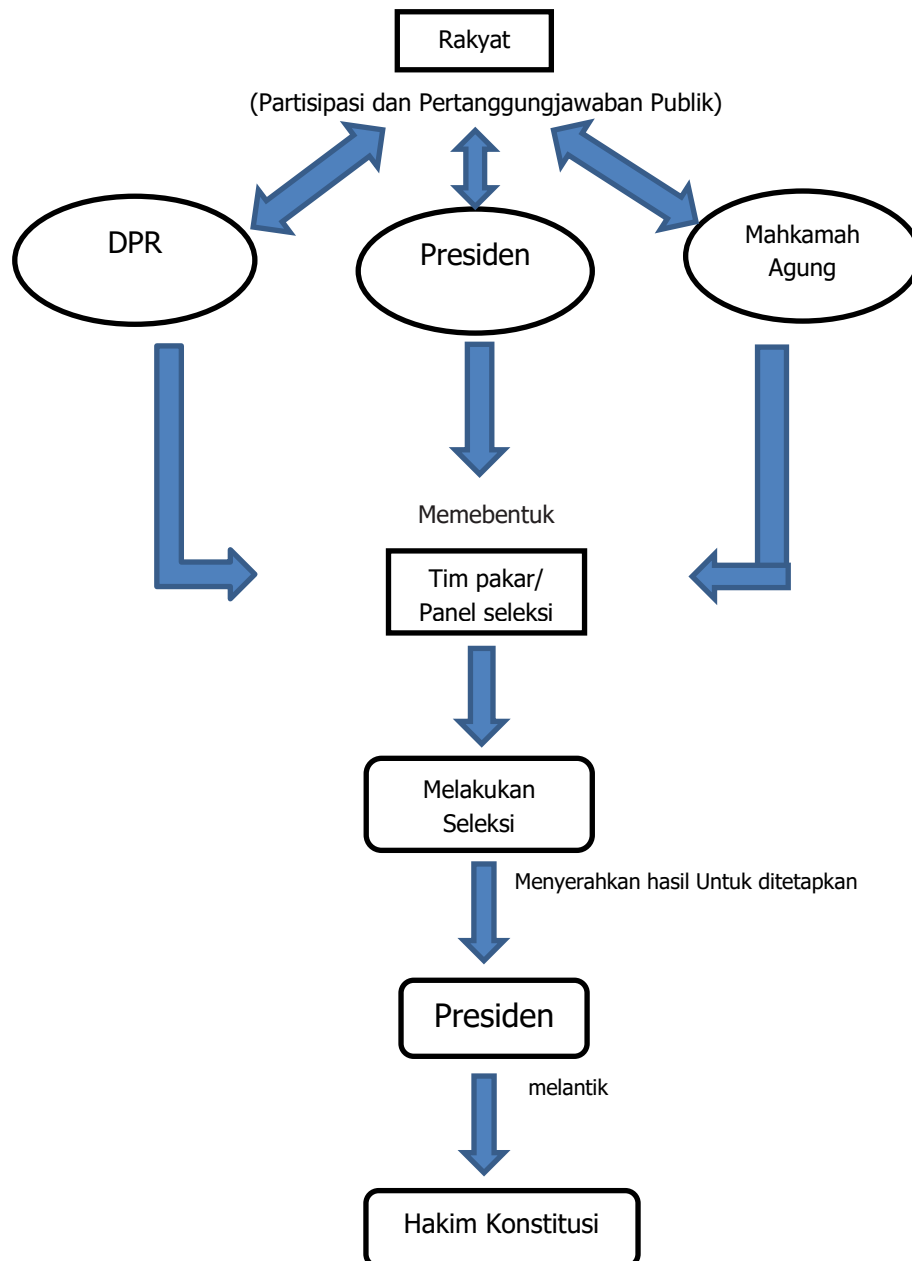 Rakyat
(Partisipasi dan Pertanggungjawaban Publik)
DPR
Presiden
Mahkamah
Agung
Memebentuk
Tim pakar/
Panel seleksi
Melakukan
Seleksi
Menyerahkan hasil Untuk ditetapkan
Presiden
melantik
Hakim Konstitusi